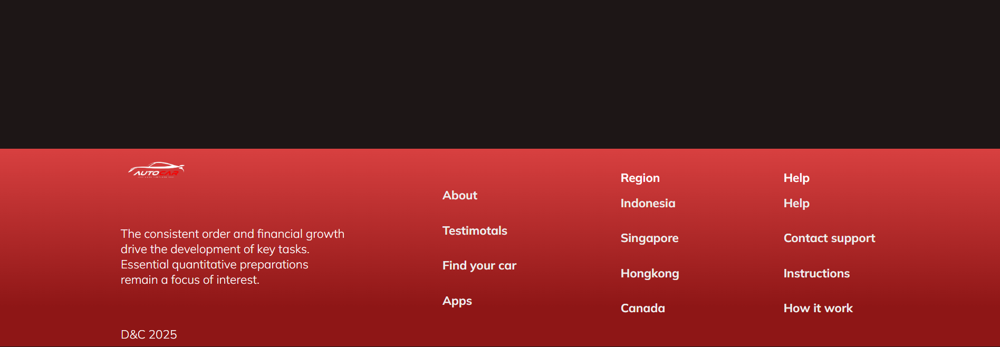 AUTOCAR
The consistent order and financial growth
drive the development of key tasks.
Essential quantitative preparations
remain a focus of interest.
D&C 2025
About
Testimotals
Find your car
Apps
Region
Indonesia
Singapore
Hongkong
Canada
Help
Help
Contact support
Instructions
How it work